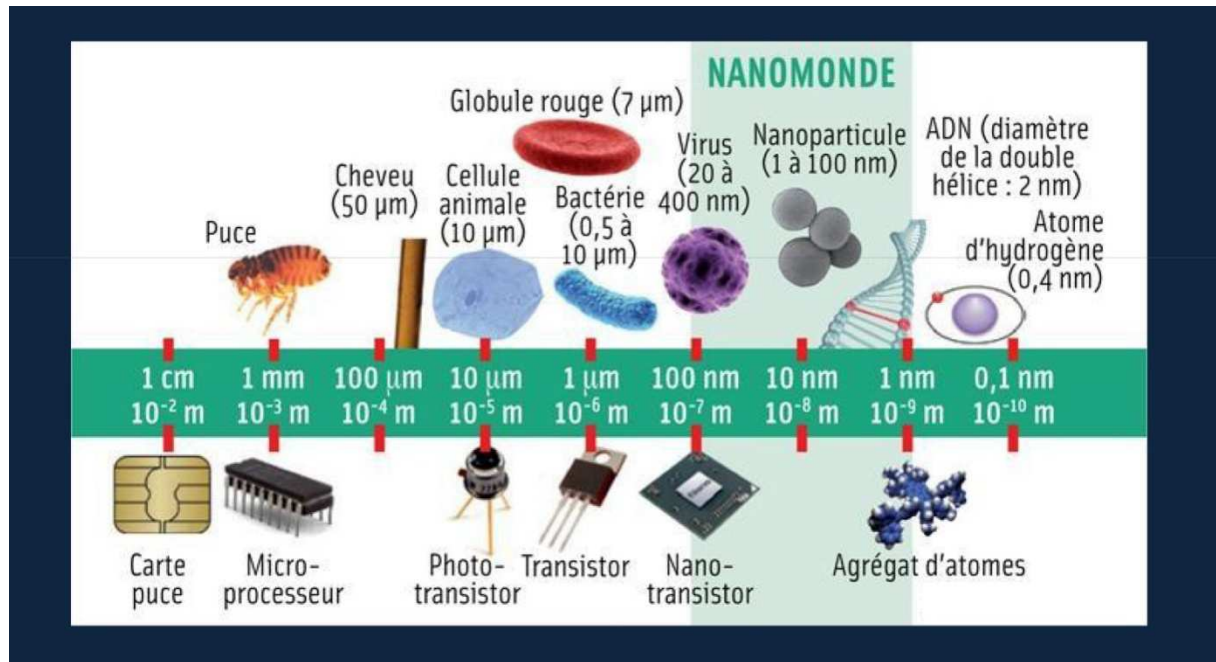 NANOMONDE
Globule rouge (7 µm)
Cheveu
(50 µm)
Cellule
animale
(10 µm)
Bactérie
(0,5 à
10 µm)
Virus
(20 à
400 nm)
Nanoparticule
(1 à 100 nm)
ADN (diamètre
de la double
hélice : 2 nm)
Puce
Atome
d’hydrogène
(0,4 nm)
1 cm
10⁻² m
1 mm
10⁻³ m
100 µm
10⁻⁴ m
10 µm
10⁻⁵ m
1 µm
10⁻⁶ m
100 nm
10⁻⁷ m
10 nm
10⁻⁸ m
1 nm
10⁻⁹ m
0,1 nm
10⁻¹⁰ m
Carte
puce
Micro-
processeur
Photo-
transistor
Transistor
Nano-
transistor
Agrégat d’atomes